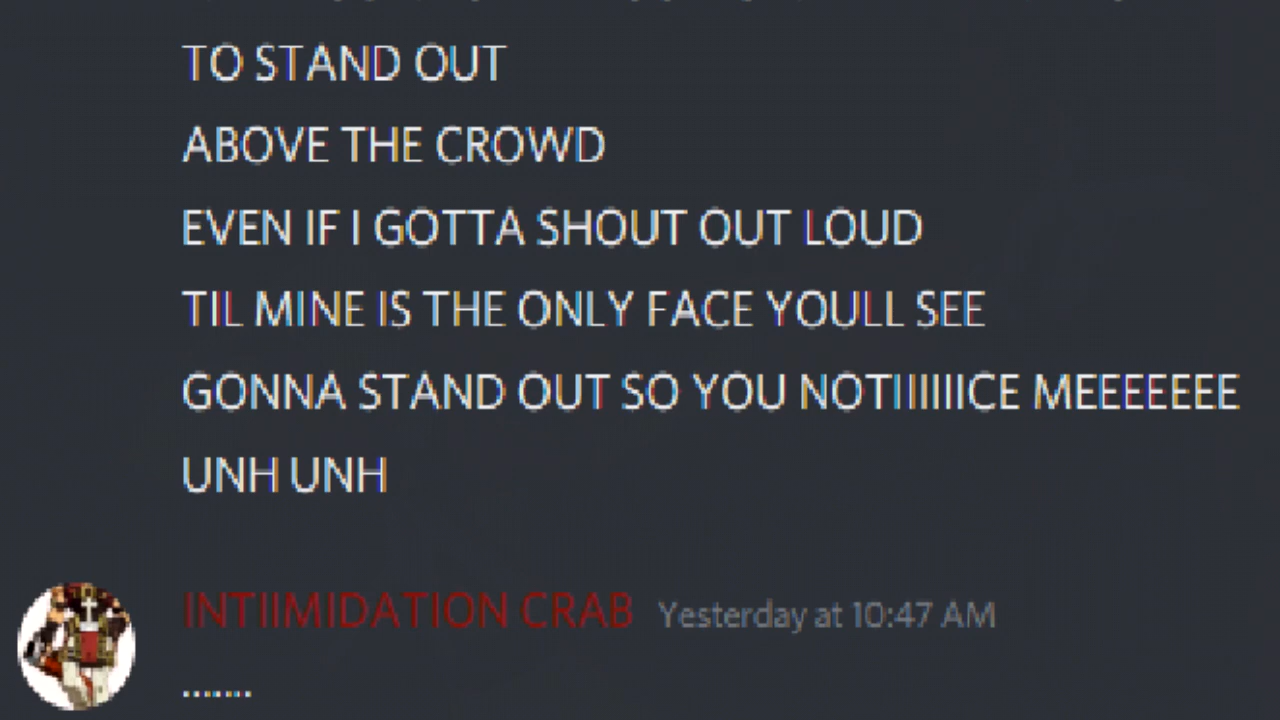 TO STAND OUT
ABOVE THE CROWD
EVEN IF I GOTTA SHOUT OUT LOUD
TIL MINE IS THE ONLY FACE YOULL SEE
GONNA STAND OUT SO YOU NOTIIIIIICE MEEEEEEE
UNH UNH
INTIIMIDATION CRAB Yesterday at 10:47 AM
.......